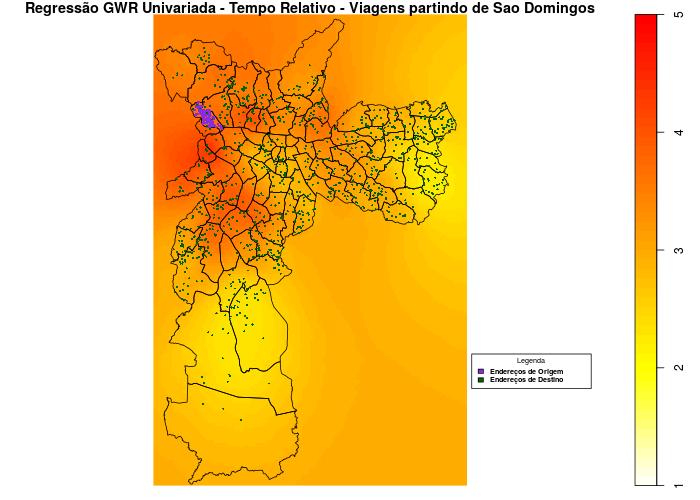 Regressão GWR Univariada - Tempo Relativo - Viagens partindo de Sao Domingos
5
4
3
2
1
Legenda
Endereços de Origem
Endereços de Destino